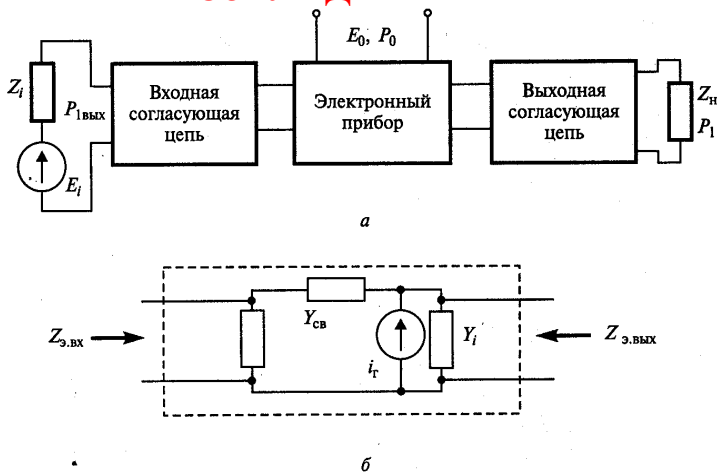 E₀, P₀
Zᵢ
P₁вых
Eᵢ
Входная
согласующая
цепь
Электронный
прибор
Выходная
согласующая
цепь
Zн
P₁
а
Zэ.вх
Yсв
iг
Yᵢ
Z э.вых
б